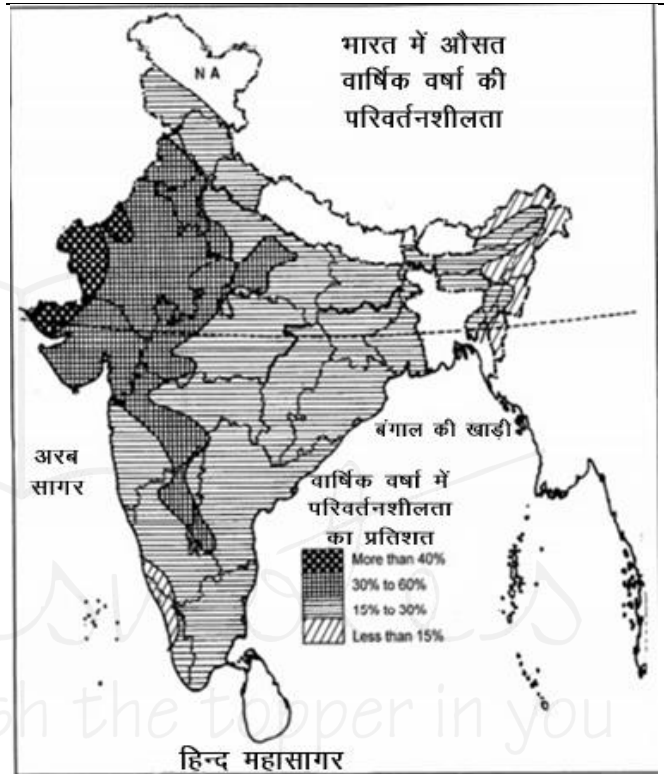 भारत में औसत
वार्षिक वर्षा की
परिवर्तनशीलता
N A
बंगाल की खाड़ी
अरब
सागर
वार्षिक वर्षा में
परिवर्तनशीलता
का प्रतिशत
More than 40%
30% to 60%
15% to 30%
Less than 15%
sh the topper in you
हिन्द महासागर